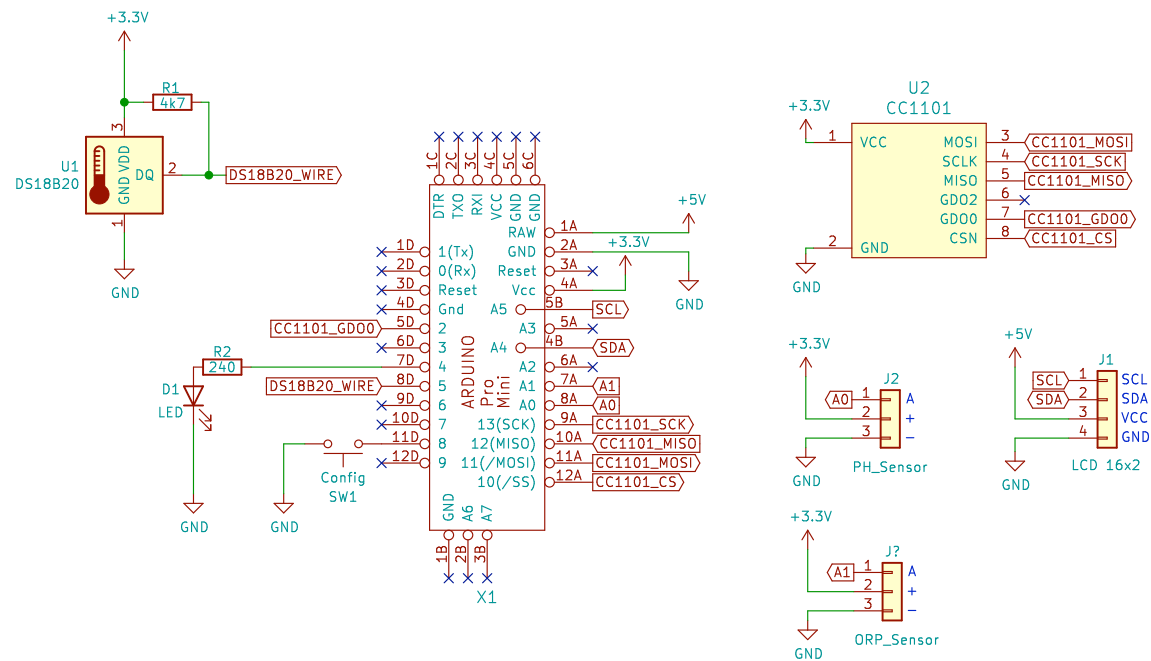 +3.3V
R1
4k7
3
U1
DS18B20
GND VDD
DQ
2
DS18B20_WIRE
1
GND
1C
2C
3C
4C
5C
6C
DTR
TXO
RXI
VCC
GND
GND
RAW
1A
+5V
1D
1(Tx)
GND
2A
+3.3V
2D
0(Rx)
Reset
3A
3D
Reset
Vcc
4A
GND
4D
Gnd
A5
5B
SCL
CC1101_GDO0
5D
2
A3
5A
6D
3
A4
4B
SDA
R2
240
7D
4
A2
6A
D1
LED
DS18B20_WIRE
8D
5
A1
7A
A1
9D
6
A0
8A
A0
10D
7
13(SCK)
9A
CC1101_SCK
11D
8
12(MISO)
10A
CC1101_MISO
12D
9
11(/MOSI)
11A
CC1101_MOSI
10(/SS)
12A
CC1101_CS
ARDUINO
Pro
Mini
Config
SW1
GND
GND
GND
A6
A7
1B
2B
3B
X1
U2
CC1101
+3.3V
1
VCC
MOSI
3
CC1101_MOSI
SCLK
4
CC1101_SCK
MISO
5
CC1101_MISO
GDO2
6
GDO0
7
CC1101_GDO0
2
GND
CSN
8
CC1101_CS
GND
+3.3V
J2
A0
1
A
2
+
3
−
GND
PH_Sensor
+5V
J1
SCL
1
SCL
SDA
2
SDA
3
VCC
4
GND
GND
LCD 16x2
+3.3V
J?
A1
1
A
2
+
3
−
GND
ORP_Sensor